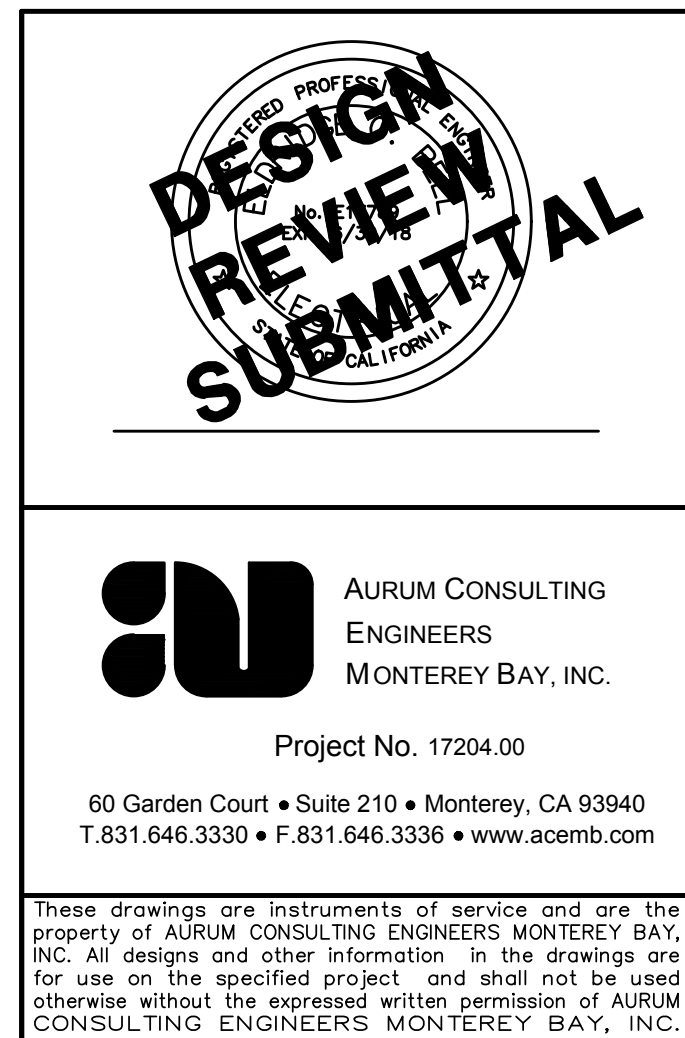 REGISTERED PROFESSIONAL ENGINEER
No.
EXP.
STATE OF CALIFORNIA
DESIGN
REVIEW
SUBMITTAL
AURUM CONSULTING
ENGINEERS
MONTEREY BAY, INC.
Project No. 17204.00
60 Garden Court • Suite 210 • Monterey, CA 93940
T.831.646.3330 • F.831.646.3336 • www.acemb.com
These drawings are instruments of service and are the
property of AURUM CONSULTING ENGINEERS MONTEREY BAY,
INC. All designs and other information in the drawings are
for use on the specified project and shall not be used
otherwise without the expressed written permission of AURUM
CONSULTING ENGINEERS MONTEREY BAY, INC.